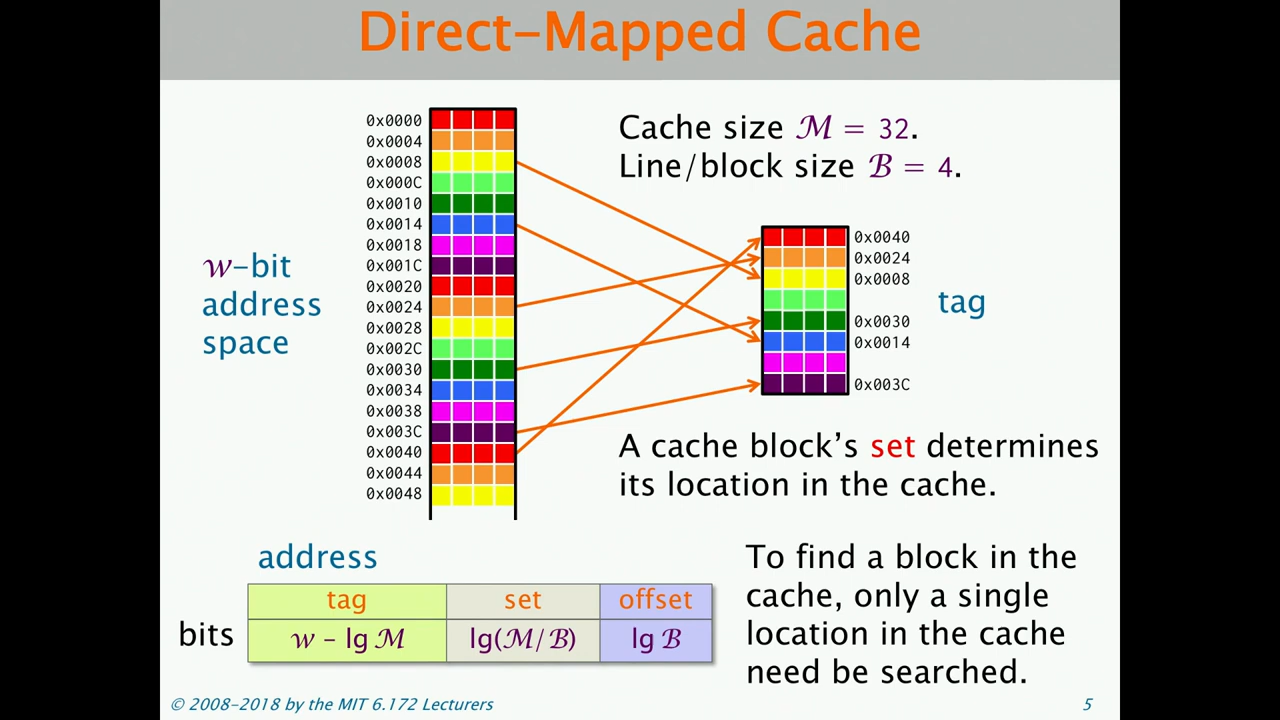 Direct-Mapped Cache
0x0000
0x0004
0x0008
0x000C
0x0010
0x0014
0x0018
0x001C
0x0020
0x0024
0x0028
0x002C
0x0030
0x0034
0x0038
0x003C
0x0040
0x0044
0x0048
w-bit
address
space
Cache size ℳ = 32.
Line/block size ℬ = 4.
0x0040
0x0024
0x0008
0x0030
0x0014
0x003C
tag
A cache block’s set determines
its location in the cache.
address
tag set offset
bits w - lg ℳ lg(ℳ/ℬ) lg ℬ
To find a block in the
cache, only a single
location in the cache
need be searched.
© 2008-2018 by the MIT 6.172 Lecturers
5